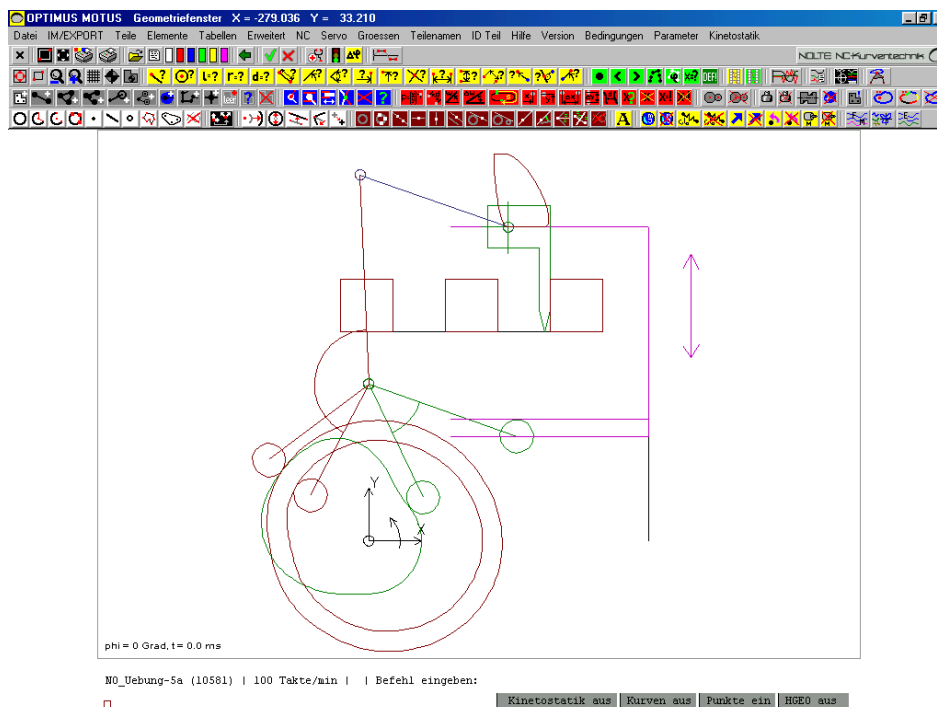 OPTIMUS MOTUS Geometriefenster X = -279.036 Y = 33.210
Datei IM/EXPORT Teile Elemente Tabellen Erweitert NC Servo Groessen Teilenamen ID Teil Hilfe Version Bedingungen Parameter Kinetostatik
NOLTE NC-Kurventechnik
Y
X
phi = 0 Grad, t = 0.0 ms
N0_Uebung-5a (10581) | 100 Takte/min | | Befehl eingeben:
Kinetostatik aus Kurven aus Punkte ein HGEO aus